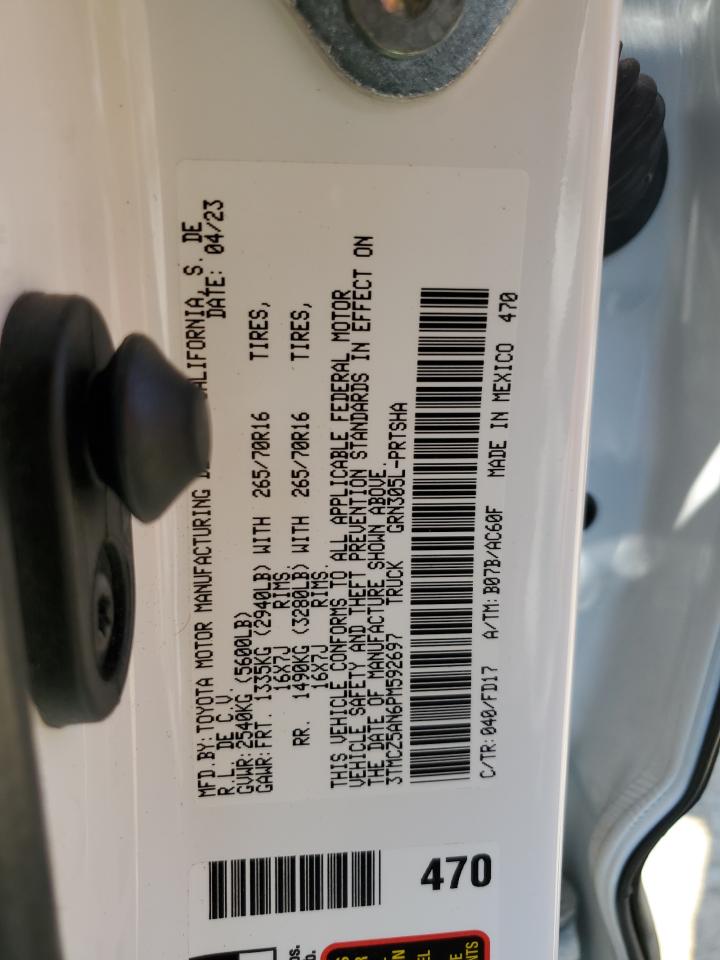 MFD.BY:TOYOTA MOTOR MANUFACTURING ALIFORNIA, S. DE
R.L. DE C.V. DATE: 04/23
GVWR:2540KG (5600LB)
GAWR:FRT. 1335KG (2940LB) WITH 265/70R16 TIRES,
16X7J RIMS.
RR. 1490KG (3280LB) WITH 265/70R16 TIRES,
16X7J RIMS.
THIS VEHICLE CONFORMS TO ALL APPLICABLE FEDERAL MOTOR
VEHICLE SAFETY AND THEFT PREVENTION STANDARDS IN EFFECT ON
THE DATE OF MANUFACTURE SHOWN ABOVE.
3TMCZ5AN6PM592697 TRUCK GRN305L-PRTSHA
C/TR:040/FD17 A/TM:B07B/AC60F MADE IN MEXICO 470
470